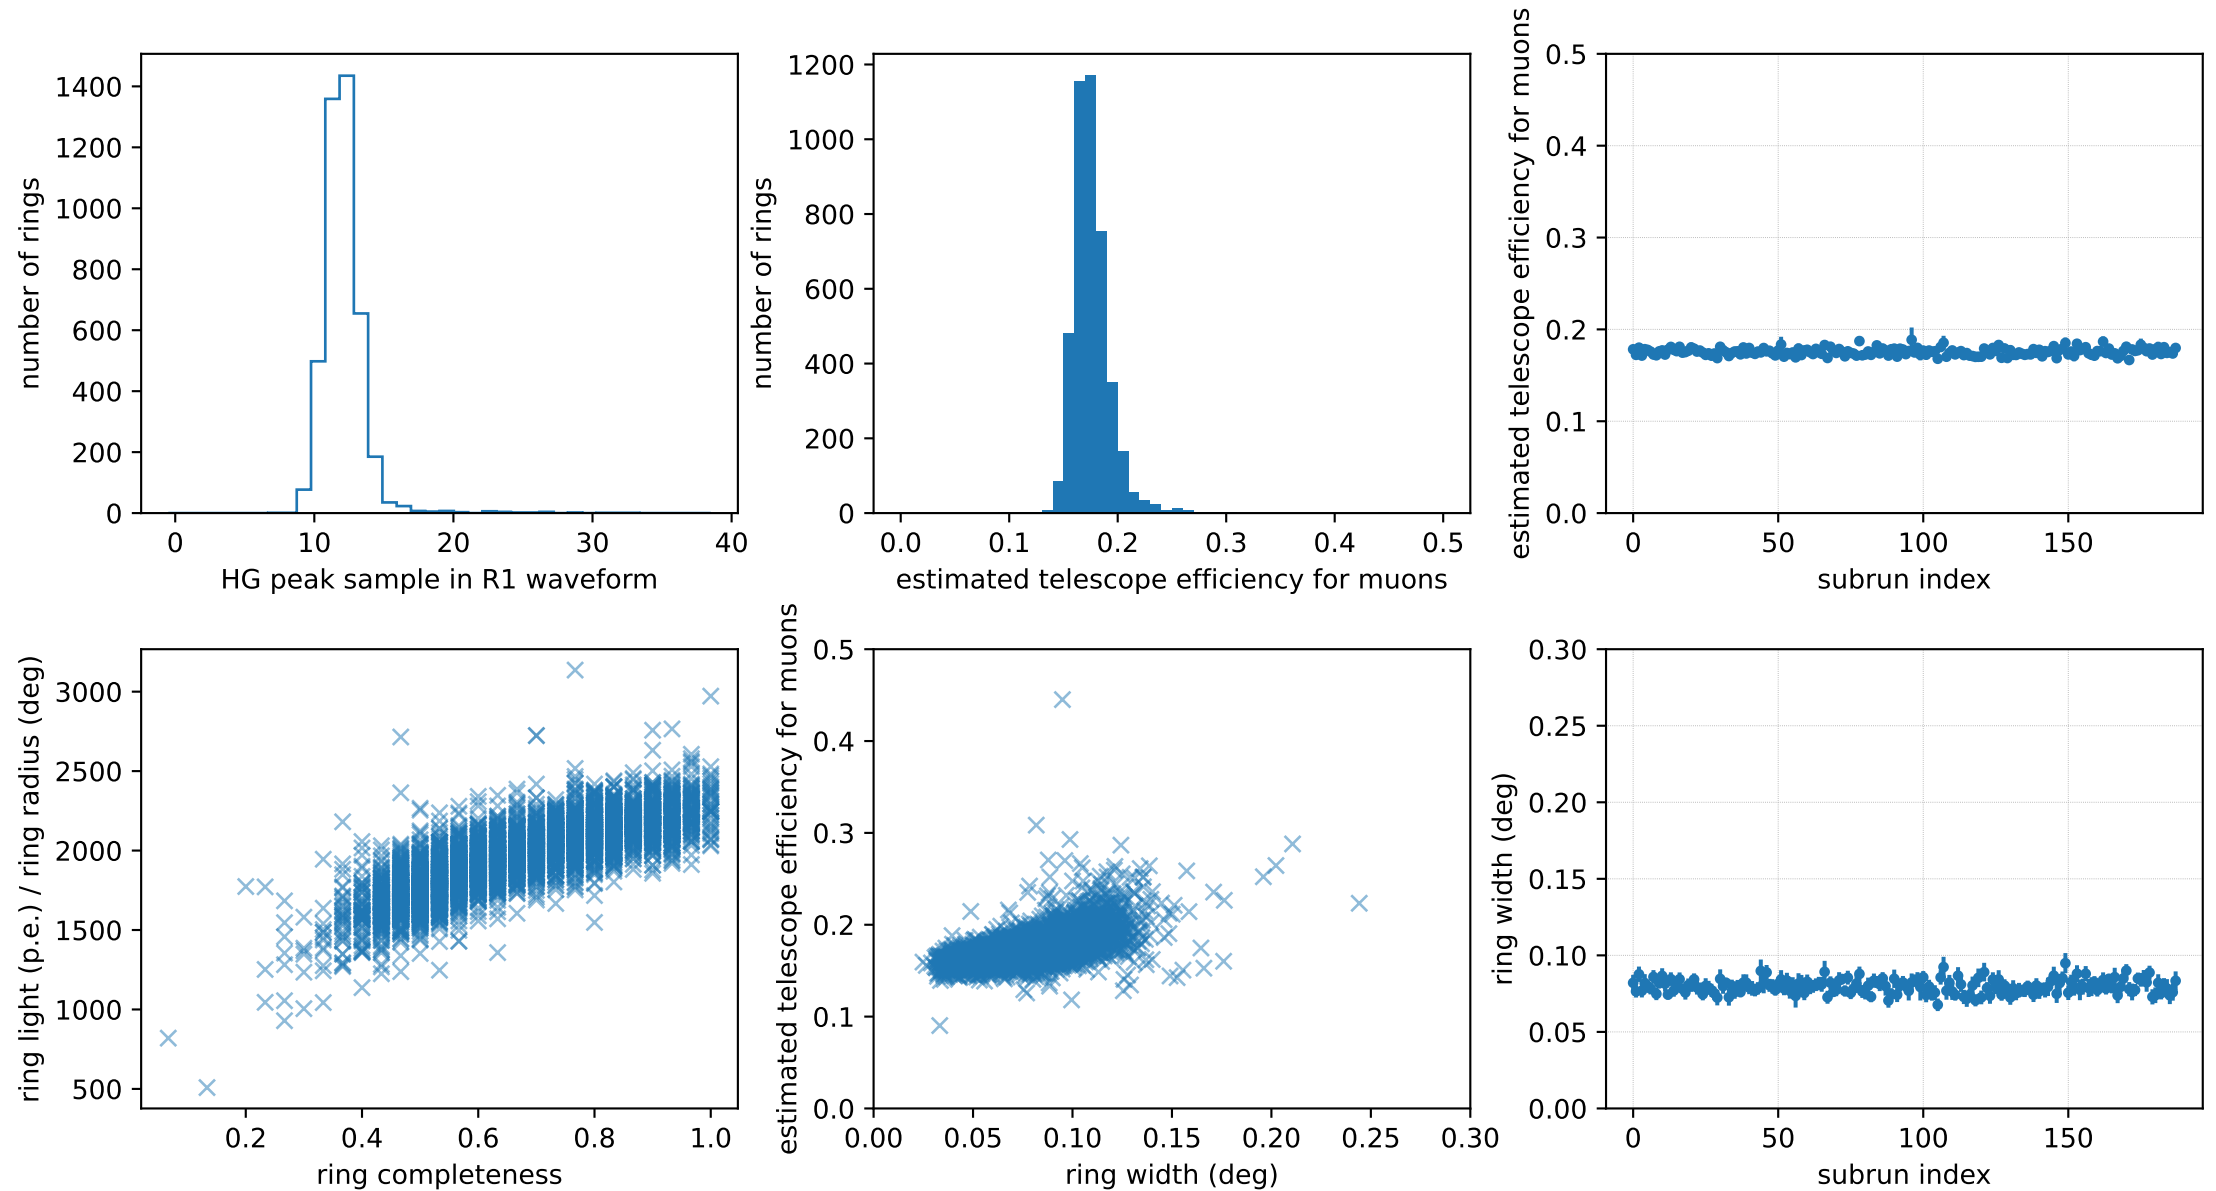 number of rings
1400
1200
1000
800
600
400
200
0
0 10 20 30 40
HG peak sample in R1 waveform
number of rings
1200
1000
800
600
400
200
0
0.0 0.1 0.2 0.3 0.4 0.5
estimated telescope efficiency for muons
estimated telescope efficiency for muons
0.5
0.4
0.3
0.2
0.1
0.0
0 50 100 150
subrun index
ring light (p.e.) / ring radius (deg)
3000
2500
2000
1500
1000
500
0.2 0.4 0.6 0.8 1.0
ring completeness
estimated telescope efficiency for muons
0.5
0.4
0.3
0.2
0.1
0.0
0.00 0.05 0.10 0.15 0.20 0.25 0.30
ring width (deg)
ring width (deg)
0.30
0.25
0.20
0.15
0.10
0.05
0.00
0 50 100 150
subrun index